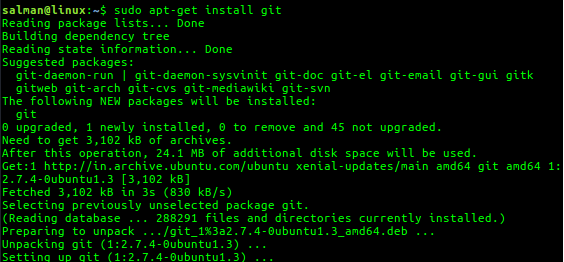 salman@linux:~$ sudo apt-get install git
Reading package lists... Done
Building dependency tree
Reading state information... Done
Suggested packages:
  git-daemon-run | git-daemon-sysvinit git-doc git-el git-email git-gui gitk
  gitweb git-arch git-cvs git-mediawiki git-svn
The following NEW packages will be installed:
  git
0 upgraded, 1 newly installed, 0 to remove and 45 not upgraded.
Need to get 3,102 kB of archives.
After this operation, 24.1 MB of additional disk space will be used.
Get:1 http://in.archive.ubuntu.com/ubuntu xenial-updates/main amd64 git amd64 1:
2.7.4-0ubuntu1.3 [3,102 kB]
Fetched 3,102 kB in 3s (830 kB/s)
Selecting previously unselected package git.
(Reading database ... 288291 files and directories currently installed.)
Preparing to unpack .../git_1%3a2.7.4-0ubuntu1.3_amd64.deb ...
Unpacking git (1:2.7.4-0ubuntu1.3) ...
Setting up git (1:2.7.4-0ubuntu1.3) ...